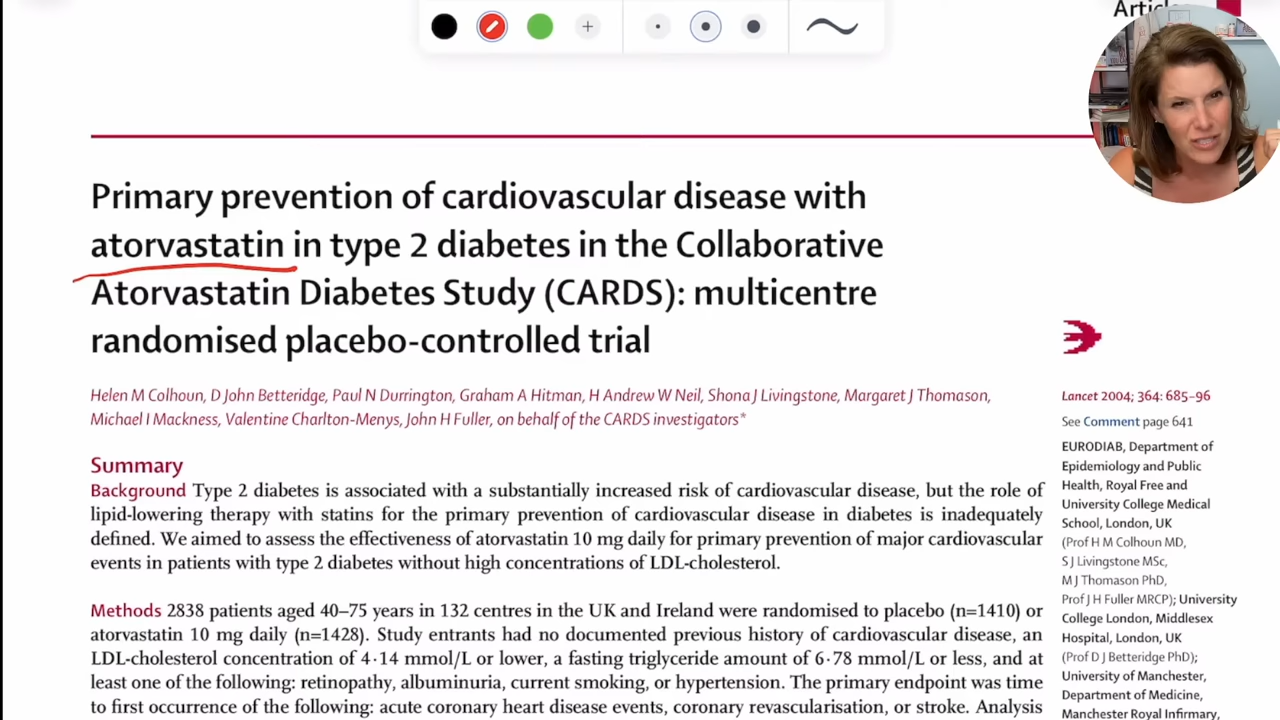 Primary prevention of cardiovascular disease with
atorvastatin in type 2 diabetes in the Collaborative
Atorvastatin Diabetes Study (CARDS): multicentre
randomised placebo-controlled trial
Helen M Colhoun, D John Betteridge, Paul N Durrington, Graham A Hitman, H Andrew W Neil, Shona J Livingstone, Margaret J Thomason,
Michael I Mackness, Valentine Charlton-Menys, John H Fuller, on behalf of the CARDS investigators*
Summary
Background Type 2 diabetes is associated with a substantially increased risk of cardiovascular disease, but the role of
lipid-lowering therapy with statins for the primary prevention of cardiovascular disease in diabetes is inadequately
defined. We aimed to assess the effectiveness of atorvastatin 10 mg daily for primary prevention of major cardiovascular
events in patients with type 2 diabetes without high concentrations of LDL-cholesterol.
Methods 2838 patients aged 40–75 years in 132 centres in the UK and Ireland were randomised to placebo (n=1410) or
atorvastatin 10 mg daily (n=1428). Study entrants had no documented previous history of cardiovascular disease, an
LDL-cholesterol concentration of 4·14 mmol/L or lower, a fasting triglyceride amount of 6·78 mmol/L or less, and at
least one of the following: retinopathy, albuminuria, current smoking, or hypertension. The primary endpoint was time
to first occurrence of the following: acute coronary heart disease events, coronary revascularisation, or stroke. Analysis
Lancet 2004; 364: 685–96
See Comment page 641
EURODIAB, Department of
Epidemiology and Public
Health, Royal Free and
University College Medical
School, London, UK
(Prof H M Colhoun MD,
S J Livingstone MSc,
M J Thomason PhD,
Prof J H Fuller MRCP); University
College London, Middlesex
Hospital, London, UK
(Prof D J Betteridge PhD);
University of Manchester,
Department of Medicine,
Manchester Royal Infirmary,